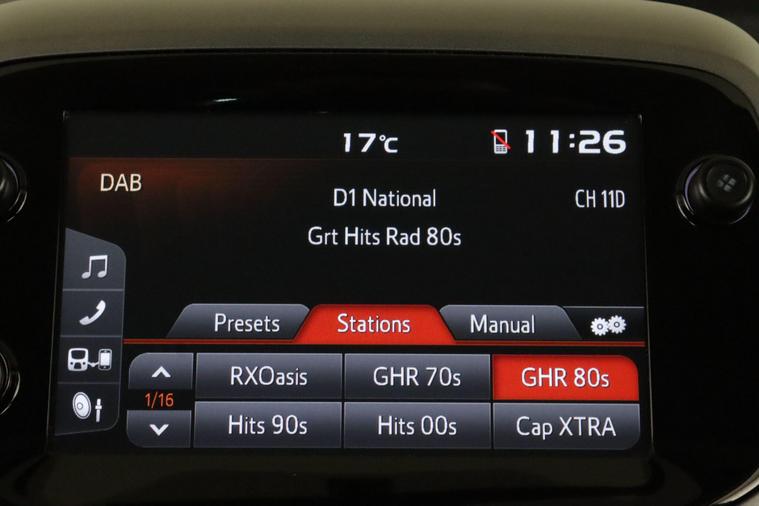 17°C 11:26
DAB D1 National CH 11D
Grt Hits Rad 80s
Presets Stations Manual
RXOasis GHR 70s GHR 80s
1/16
Hits 90s Hits 00s Cap XTRA